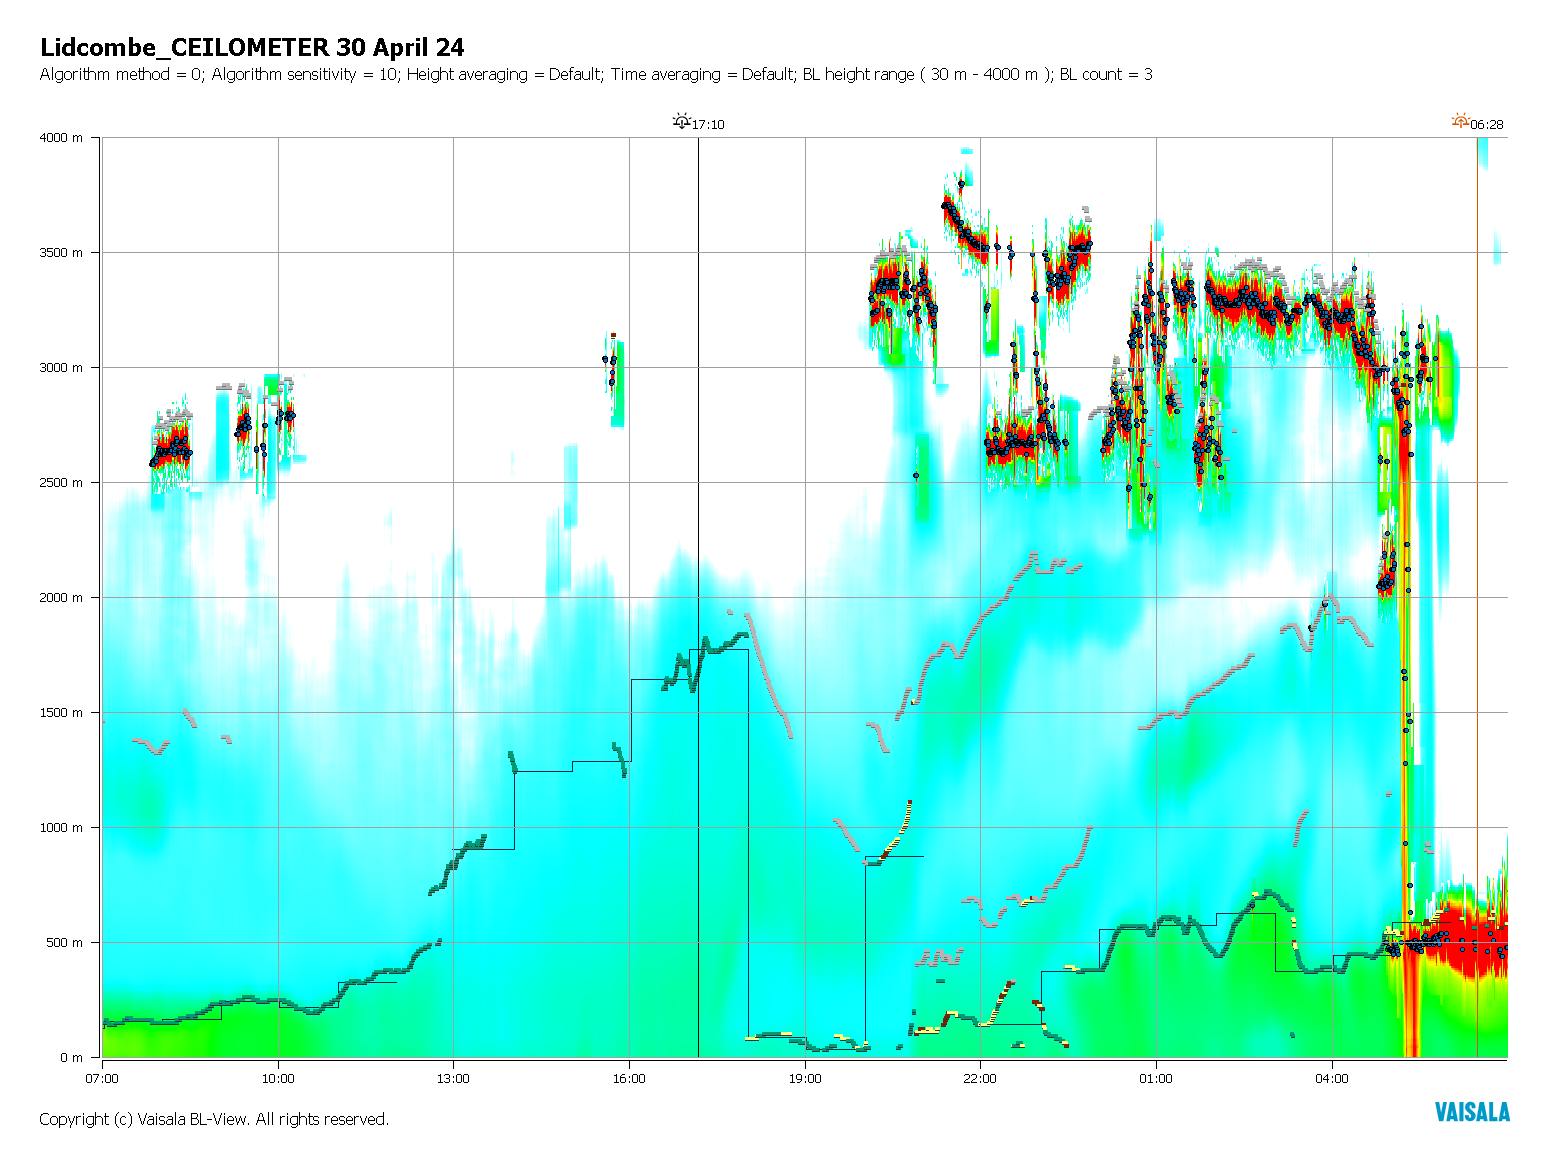 Lidcombe_CEILOMETER 30 April 24
Algorithm method = 0; Algorithm sensitivity = 10; Height averaging = Default; Time averaging = Default; BL height range ( 30 m - 4000 m ); BL count = 3
17:10
06:28
4000 m
3500 m
3000 m
2500 m
2000 m
1500 m
1000 m
500 m
0 m
07:00 10:00 13:00 16:00 19:00 22:00 01:00 04:00
Copyright (c) Vaisala BL-View. All rights reserved.
VAISALA